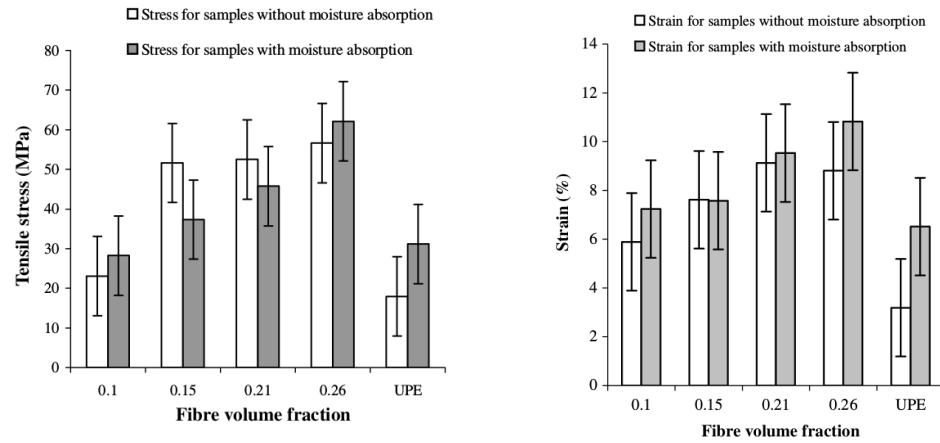 Stress for samples without moisture absorption
Stress for samples with moisture absorption
80
70
60
50
40
30
20
10
0
Tensile stress (MPa)
0.1 0.15 0.21 0.26 UPE
Fibre volume fraction
Strain for samples without moisture absorption
Strain for samples with moisture absorption
14
12
10
8
6
4
2
0
Strain (%)
0.1 0.15 0.21 0.26 UPE
Fibre volume fraction